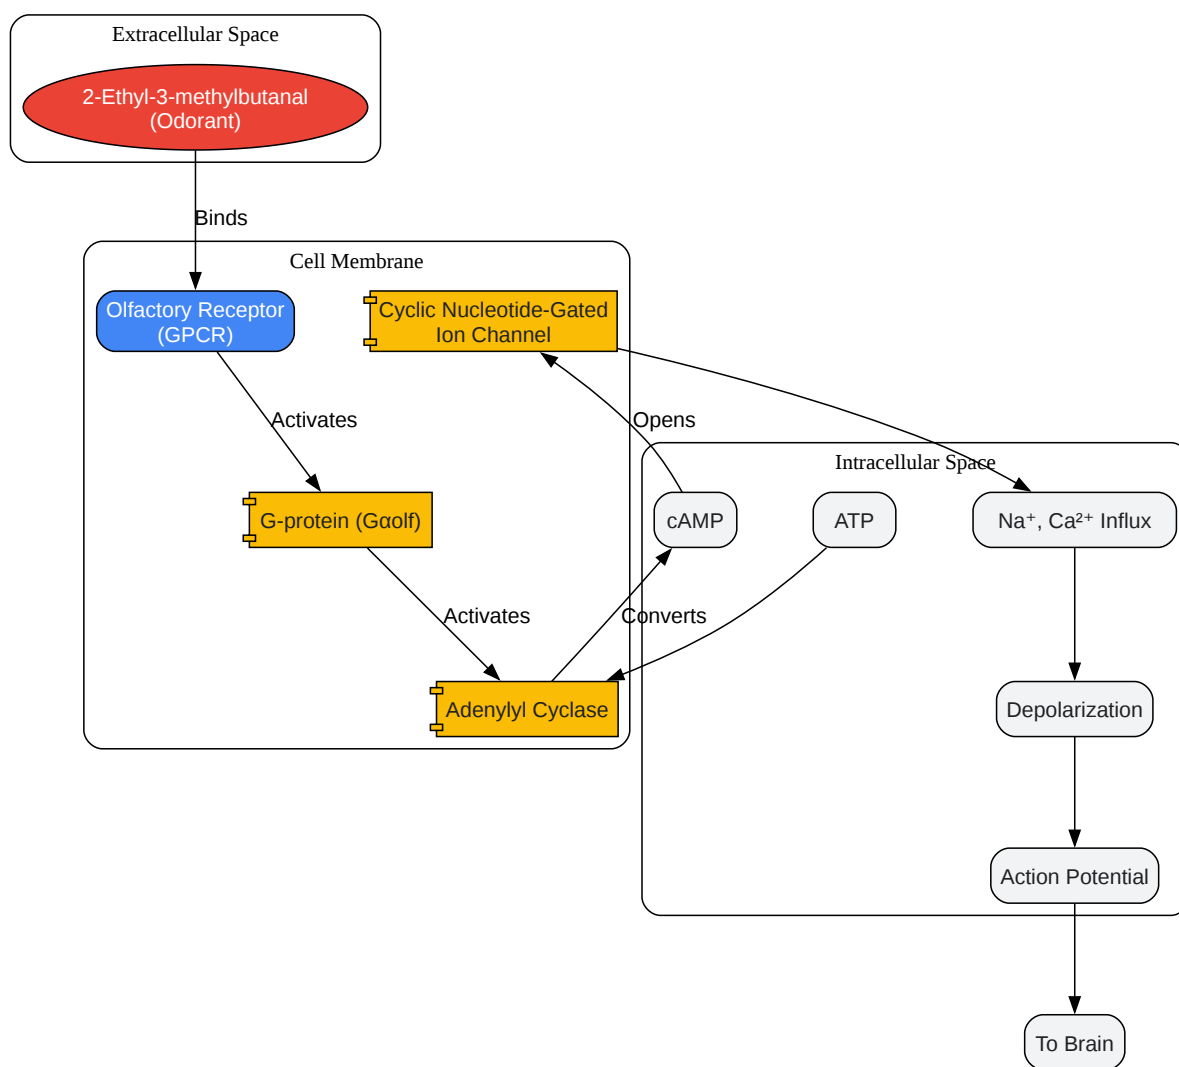 Extracellular Space
2-Ethyl-3-methylbutanal
(Odorant)
Binds
Cell Membrane
Olfactory Receptor
(GPCR)
Cyclic Nucleotide-Gated
Ion Channel
Activates
Opens
Intracellular Space
G-protein (Gαolf)
cAMP
ATP
Na⁺, Ca²⁺ Influx
Activates
Converts
Adenylyl Cyclase
Depolarization
Action Potential
To Brain